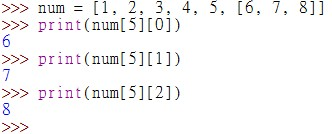 >>> num = [1, 2, 3, 4, 5, [6, 7, 8]]
>>> print(num[5][0])
6
>>> print(num[5][1])
7
>>> print(num[5][2])
8
>>>